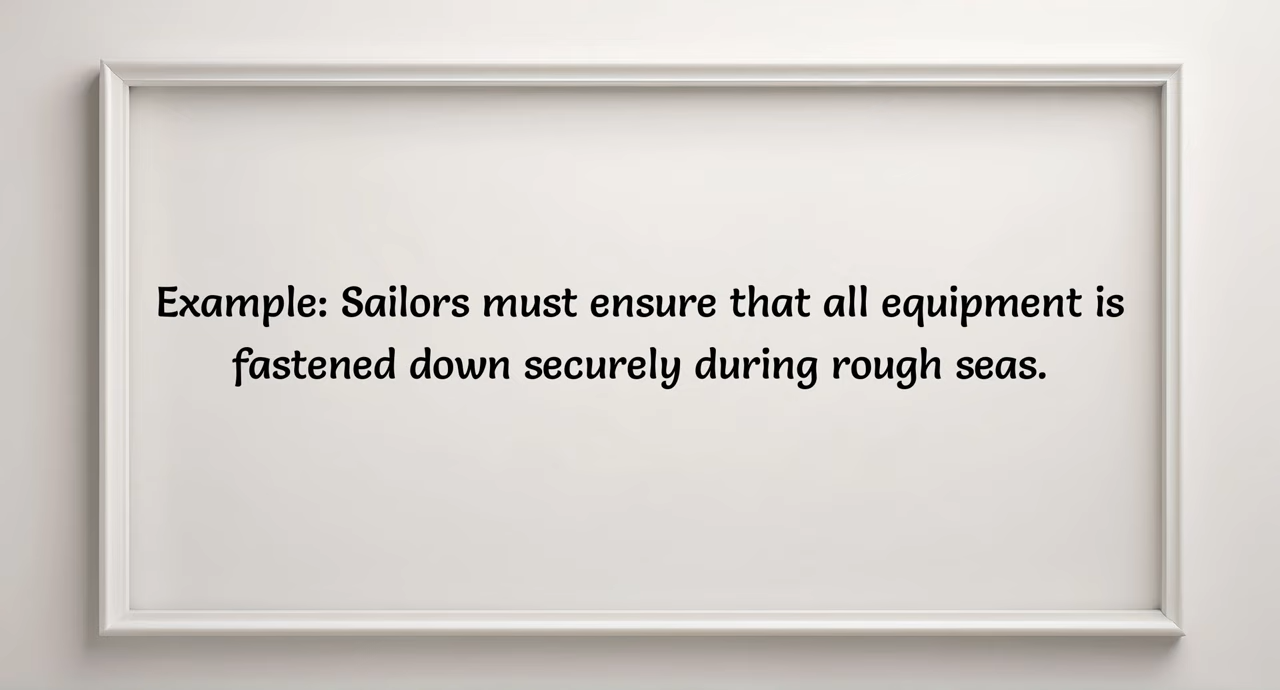 Example: Sailors must ensure that all equipment is
fastened down securely during rough seas.